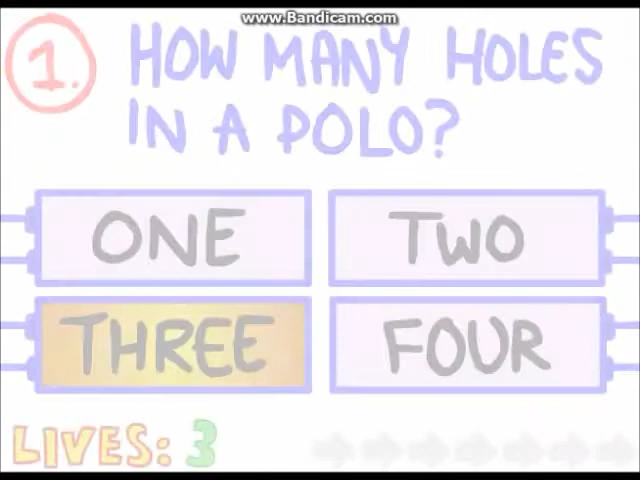 www.Bandicam.com
1. HOW MANY HOLES
IN A POLO?
ONE TWO
THREE FOUR
LIVES: 3